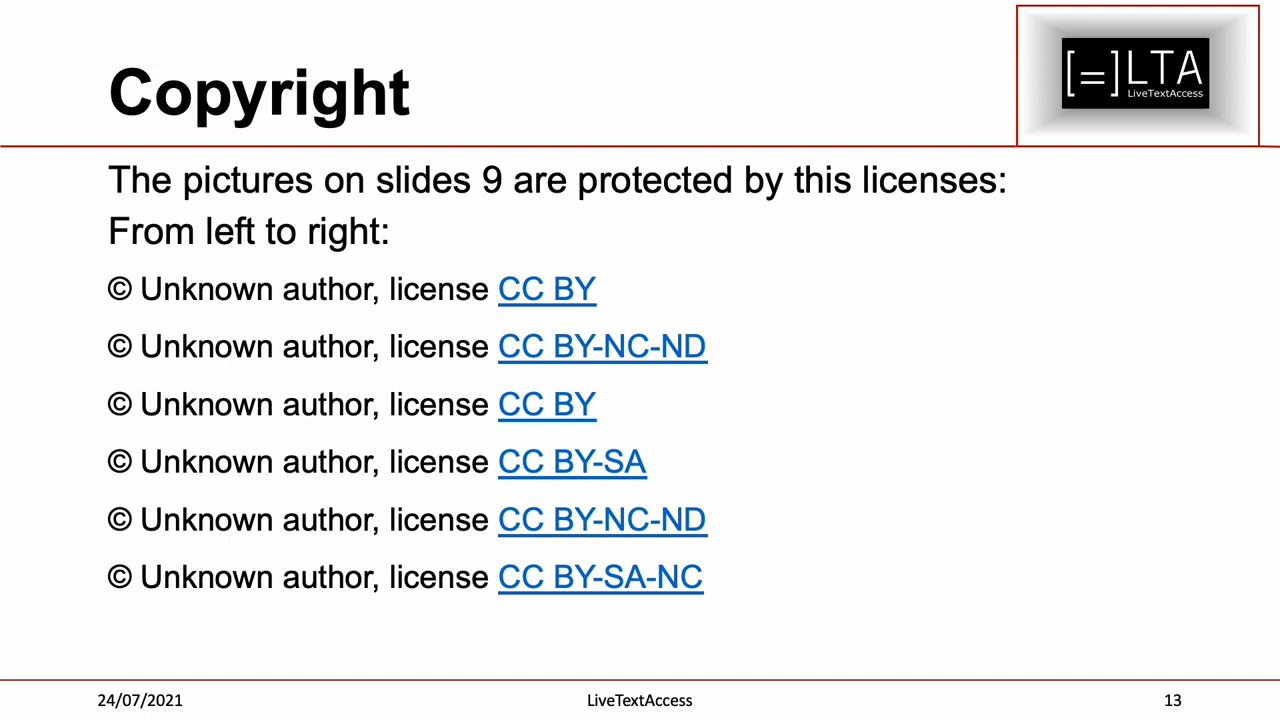 Copyright
[=]LTA
LiveTextAccess
The pictures on slides 9 are protected by this licenses:
From left to right:
© Unknown author, license CC BY
© Unknown author, license CC BY-NC-ND
© Unknown author, license CC BY
© Unknown author, license CC BY-SA
© Unknown author, license CC BY-NC-ND
© Unknown author, license CC BY-SA-NC
24/07/2021 LiveTextAccess 13